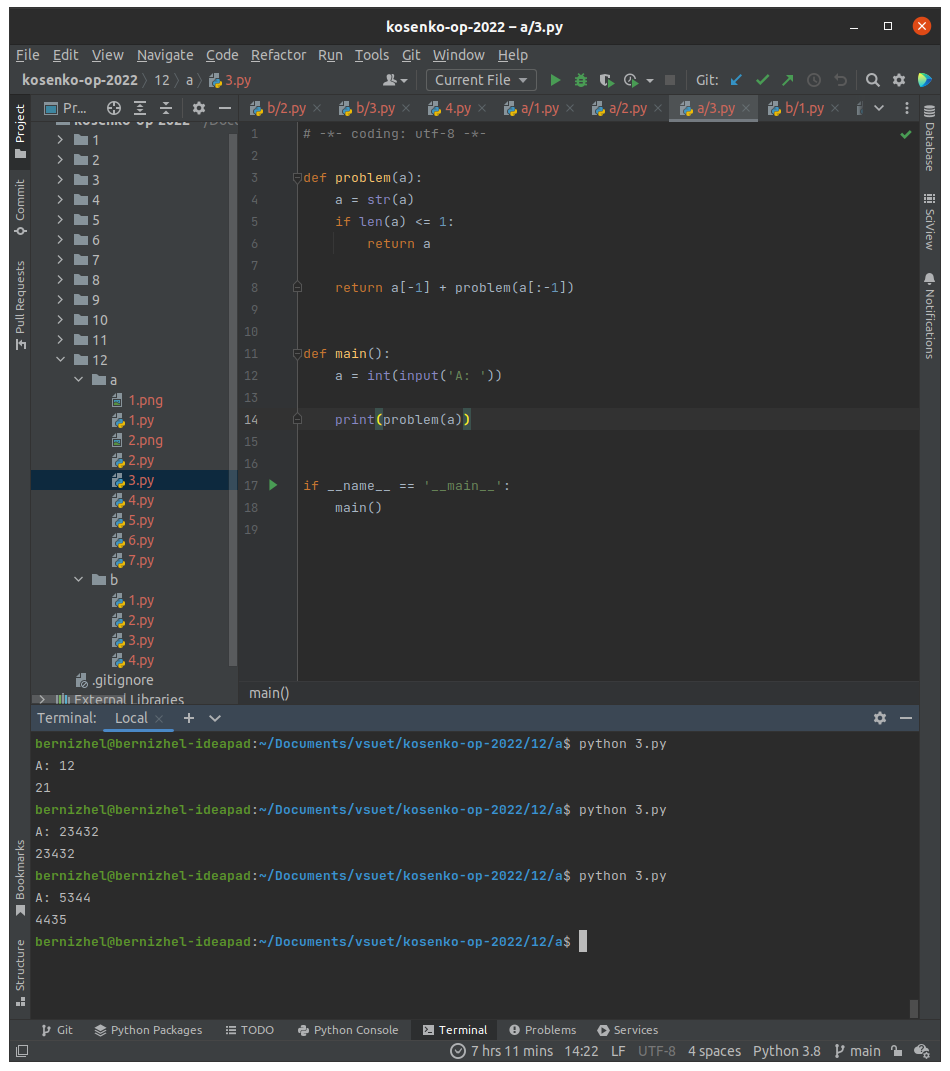 kosenko-op-2022 – a/3.py
File Edit View Navigate Code Refactor Run Tools Git Window Help
kosenko-op-2022 12 a 3.py Current File Git:
Pr... b/2.py b/3.py 4.py a/1.py a/2.py a/3.py b/1.py
Project
Commit
Pull Requests
Bookmarks
Structure
Database
SciView
Notifications
kosenko-op-2022
1
2
3
4
5
6
7
8
9
10
11
12
a
1.png
1.py
2.png
2.py
3.py
4.py
5.py
6.py
7.py
b
1.py
2.py
3.py
4.py
.gitignore
External Libraries
1 # -*- coding: utf-8 -*-
2
3 def problem(a):
4 a = str(a)
5 if len(a) <= 1:
6 return a
7
8 return a[-1] + problem(a[:-1])
9
10
11 def main():
12 a = int(input('A: '))
13
14 print(problem(a))
15
16
17 if __name__ == '__main__':
18 main()
19
main()
Terminal: Local
bernizhel@bernizhel-ideapad:~/Documents/vsuet/kosenko-op-2022/12/a$ python 3.py
A: 12
21
bernizhel@bernizhel-ideapad:~/Documents/vsuet/kosenko-op-2022/12/a$ python 3.py
A: 23432
23432
bernizhel@bernizhel-ideapad:~/Documents/vsuet/kosenko-op-2022/12/a$ python 3.py
A: 5344
4435
bernizhel@bernizhel-ideapad:~/Documents/vsuet/kosenko-op-2022/12/a$
Git Python Packages TODO Python Console Terminal Problems Services
7 hrs 11 mins 14:22 LF UTF-8 4 spaces Python 3.8 main